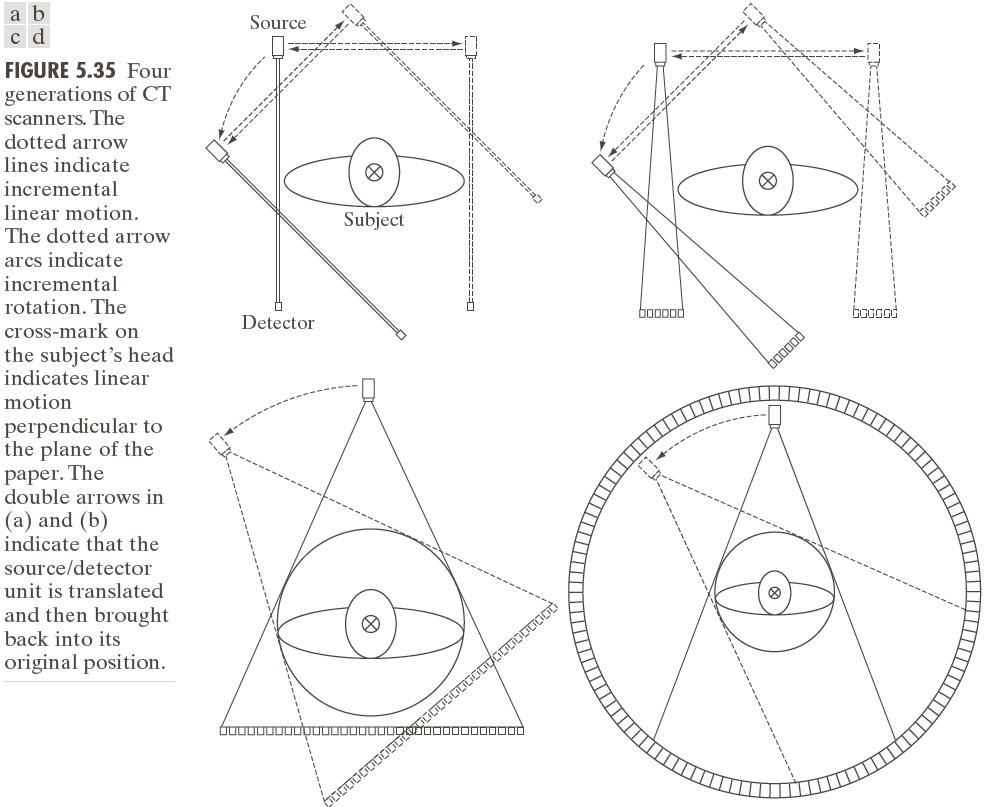 a b
c d
FIGURE 5.35 Four
generations of CT
scanners. The
dotted arrow
lines indicate
incremental
linear motion.
The dotted arrow
arcs indicate
incremental
rotation. The
cross-mark on
the subject's head
indicates linear
motion
perpendicular to
the plane of the
paper. The
double arrows in
(a) and (b)
indicate that the
source/detector
unit is translated
and then brought
back into its
original position.
Source
Subject
Detector